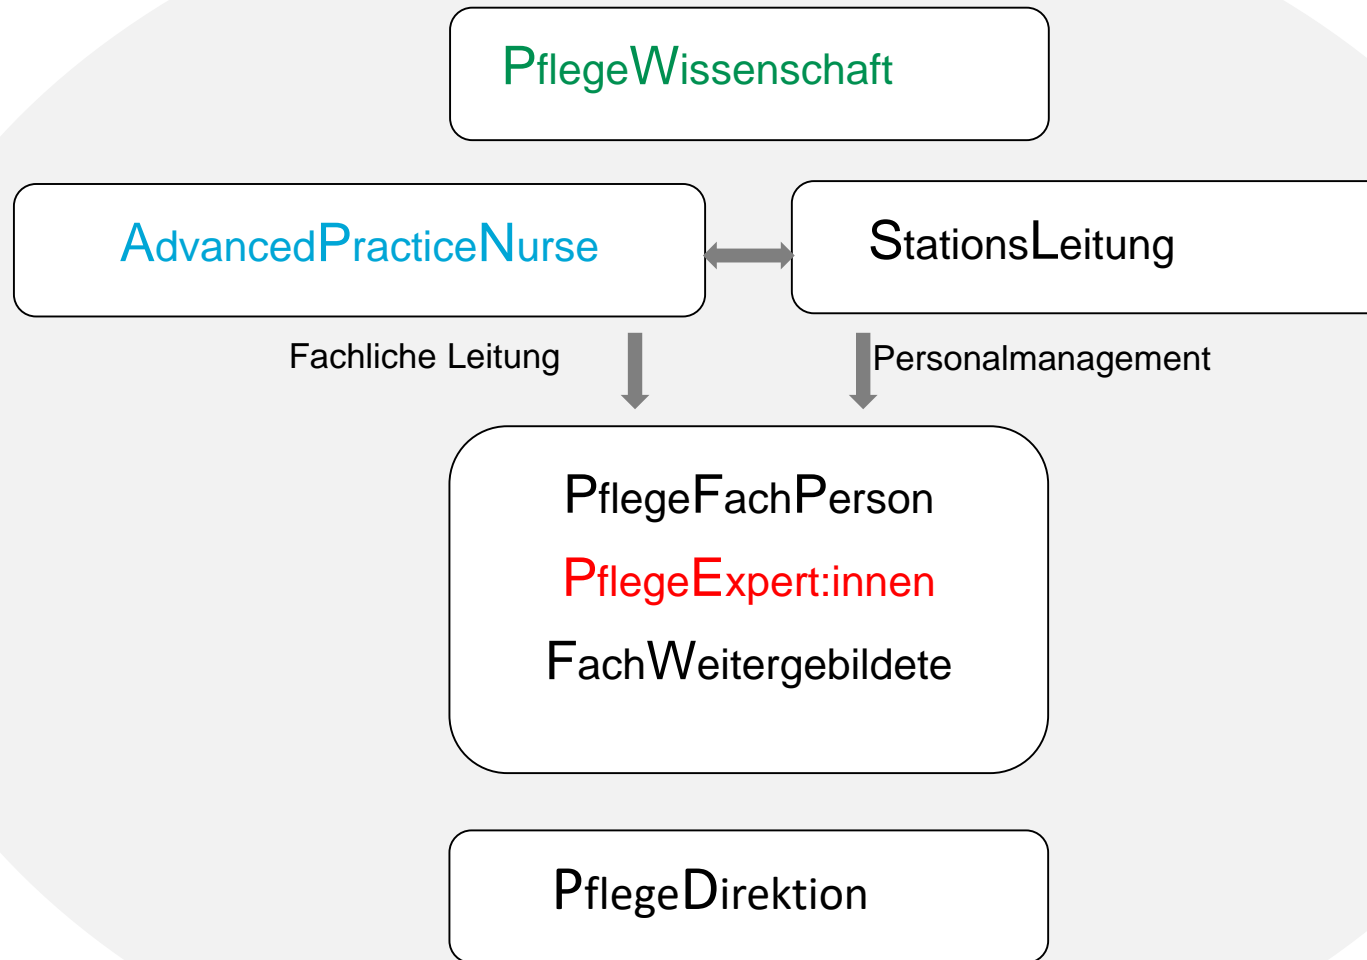 PflegeWissenschaft
AdvancedPracticeNurse
StationsLeitung
Fachliche Leitung
Personalmanagement
PflegeFachPerson
PflegeExpert:innen
FachWeitergebildete
PflegeDirektion